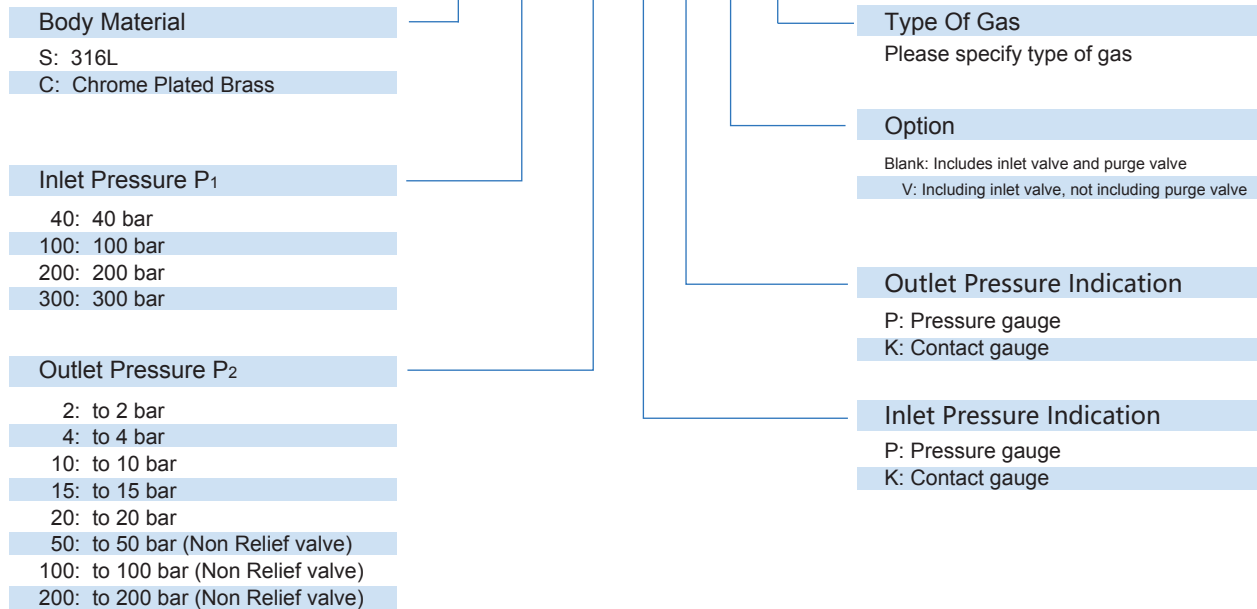 Body Material
S: 316L
C: Chrome Plated Brass
Inlet Pressure P1
40: 40 bar
100: 100 bar
200: 200 bar
300: 300 bar
Outlet Pressure P2
2: to 2 bar
4: to 4 bar
10: to 10 bar
15: to 15 bar
20: to 20 bar
50: to 50 bar (Non Relief valve)
100: to 100 bar (Non Relief valve)
200: to 200 bar (Non Relief valve)
Type Of Gas
Please specify type of gas
Option
Blank: Includes inlet valve and purge valve
V: Including inlet valve, not including purge valve
Outlet Pressure Indication
P: Pressure gauge
K: Contact gauge
Inlet Pressure Indication
P: Pressure gauge
K: Contact gauge